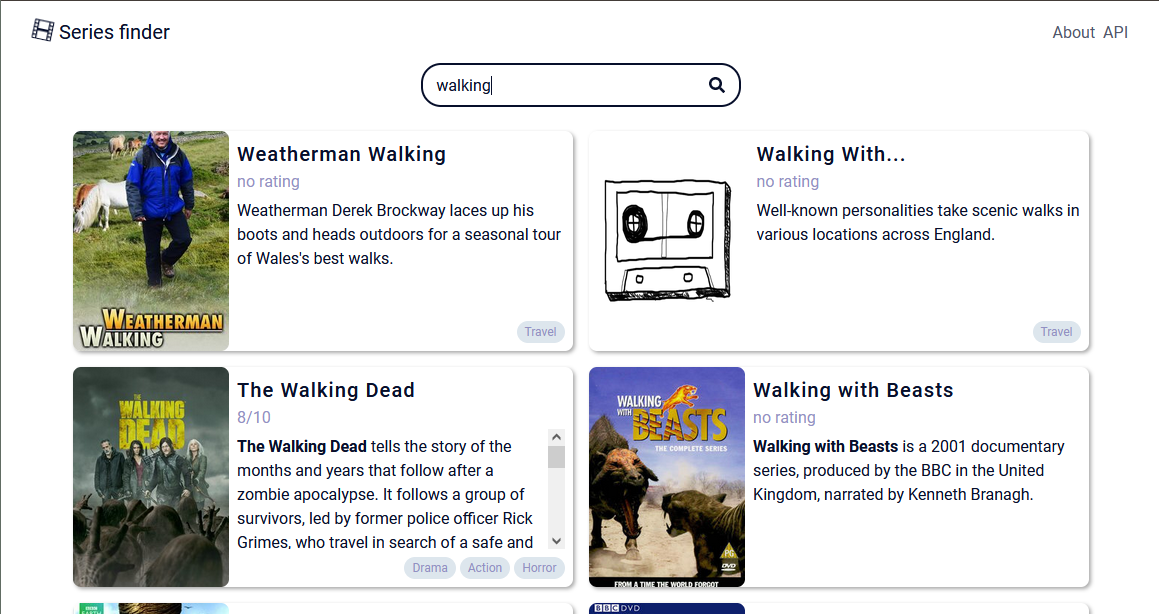 Series finder
About API
walking
WEATHERMAN
WALKING
Weatherman Walking
no rating
Weatherman Derek Brockway laces up his
boots and heads outdoors for a seasonal tour
of Wales's best walks.
Travel
Walking With...
no rating
Well-known personalities take scenic walks in
various locations across England.
Travel
THE
WALKING
DEAD
The Walking Dead
8/10
The Walking Dead tells the story of the
months and years that follow after a
zombie apocalypse. It follows a group of
survivors, led by former police officer Rick
Grimes, who travel in search of a safe and
Drama Action Horror
WALKING
WITH BEASTS
THE COMPLETE SERIES
PG
DVD
FROM A TIME THE WORLD FORGOT
Walking with Beasts
no rating
Walking with Beasts is a 2001 documentary
series, produced by the BBC in the United
Kingdom, narrated by Kenneth Branagh.
BBC
EARTH
BBC DVD